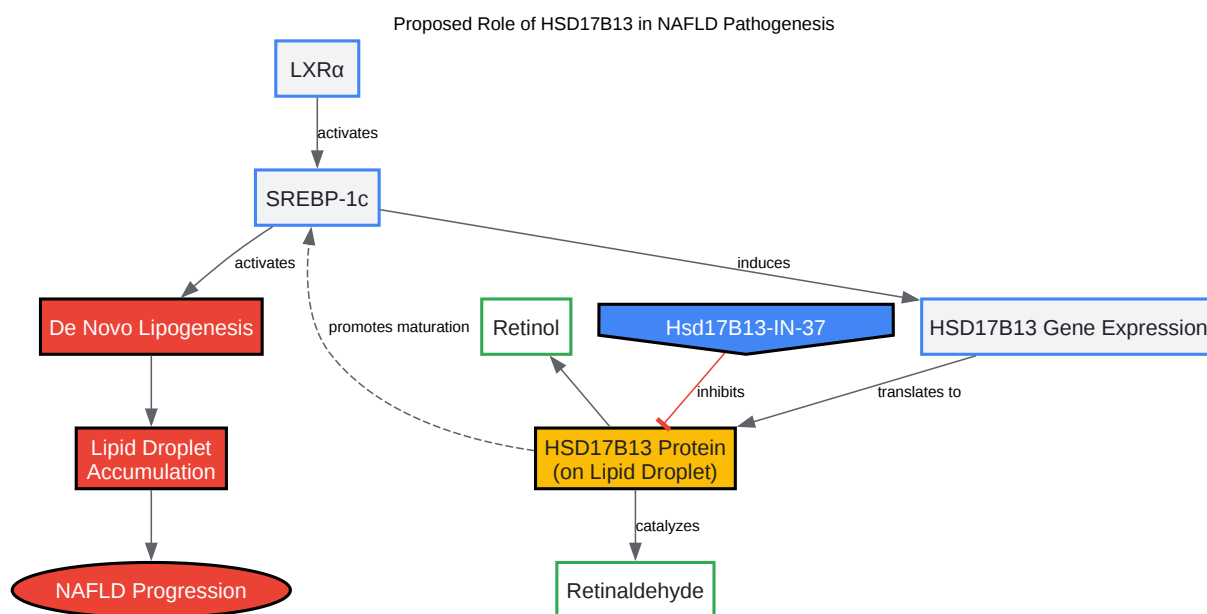 Proposed Role of HSD17B13 in NAFLD Pathogenesis
LXRα
activates
SREBP-1c
activates
induces
De Novo Lipogenesis
promotes maturation
Retinol
Hsd17B13-IN-37
HSD17B13 Gene Expression
inhibits
translates to
Lipid Droplet
Accumulation
HSD17B13 Protein
(on Lipid Droplet)
catalyzes
NAFLD Progression
Retinaldehyde